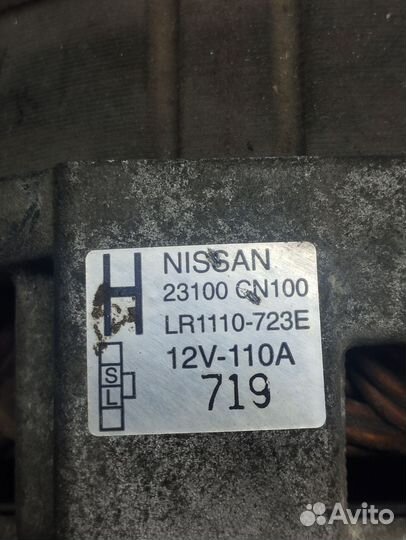 H
NISSAN
23100 CN100
LR1110-723E
12V-110A
S
L
719
Avito